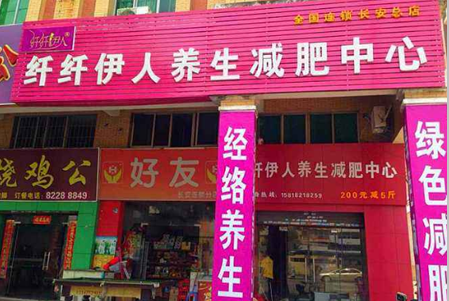 全国连锁长安总店
纤纤伊人
纤纤伊人养生减肥中心
烧鸡公
订餐电话：8228 8849
好友
纤伊人养生减肥中心
200元减5斤
经络养生
绿色减肥